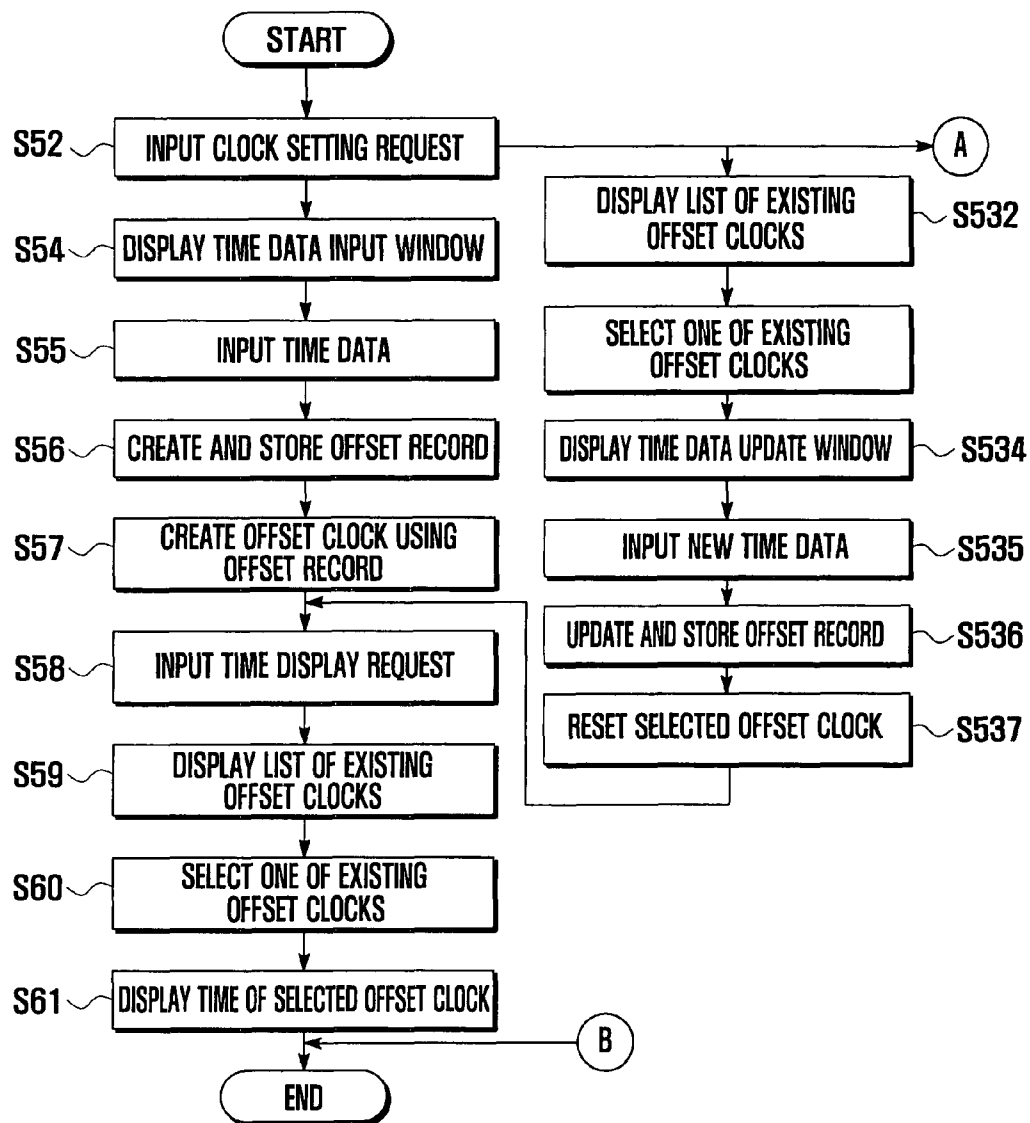 START
S52
INPUT CLOCK SETTING REQUEST
A
S54
DISPLAY TIME DATA INPUT WINDOW
S55
INPUT TIME DATA
S56
CREATE AND STORE OFFSET RECORD
S57
CREATE OFFSET CLOCK USING
OFFSET RECORD
S58
INPUT TIME DISPLAY REQUEST
S59
DISPLAY LIST OF EXISTING
OFFSET CLOCKS
S60
SELECT ONE OF EXISTING
OFFSET CLOCKS
S61
DISPLAY TIME OF SELECTED OFFSET CLOCK
B
END
DISPLAY LIST OF EXISTING
OFFSET CLOCKS
S532
SELECT ONE OF EXISTING
OFFSET CLOCKS
DISPLAY TIME DATA UPDATE WINDOW
S534
INPUT NEW TIME DATA
S535
UPDATE AND STORE OFFSET RECORD
S536
RESET SELECTED OFFSET CLOCK
S537